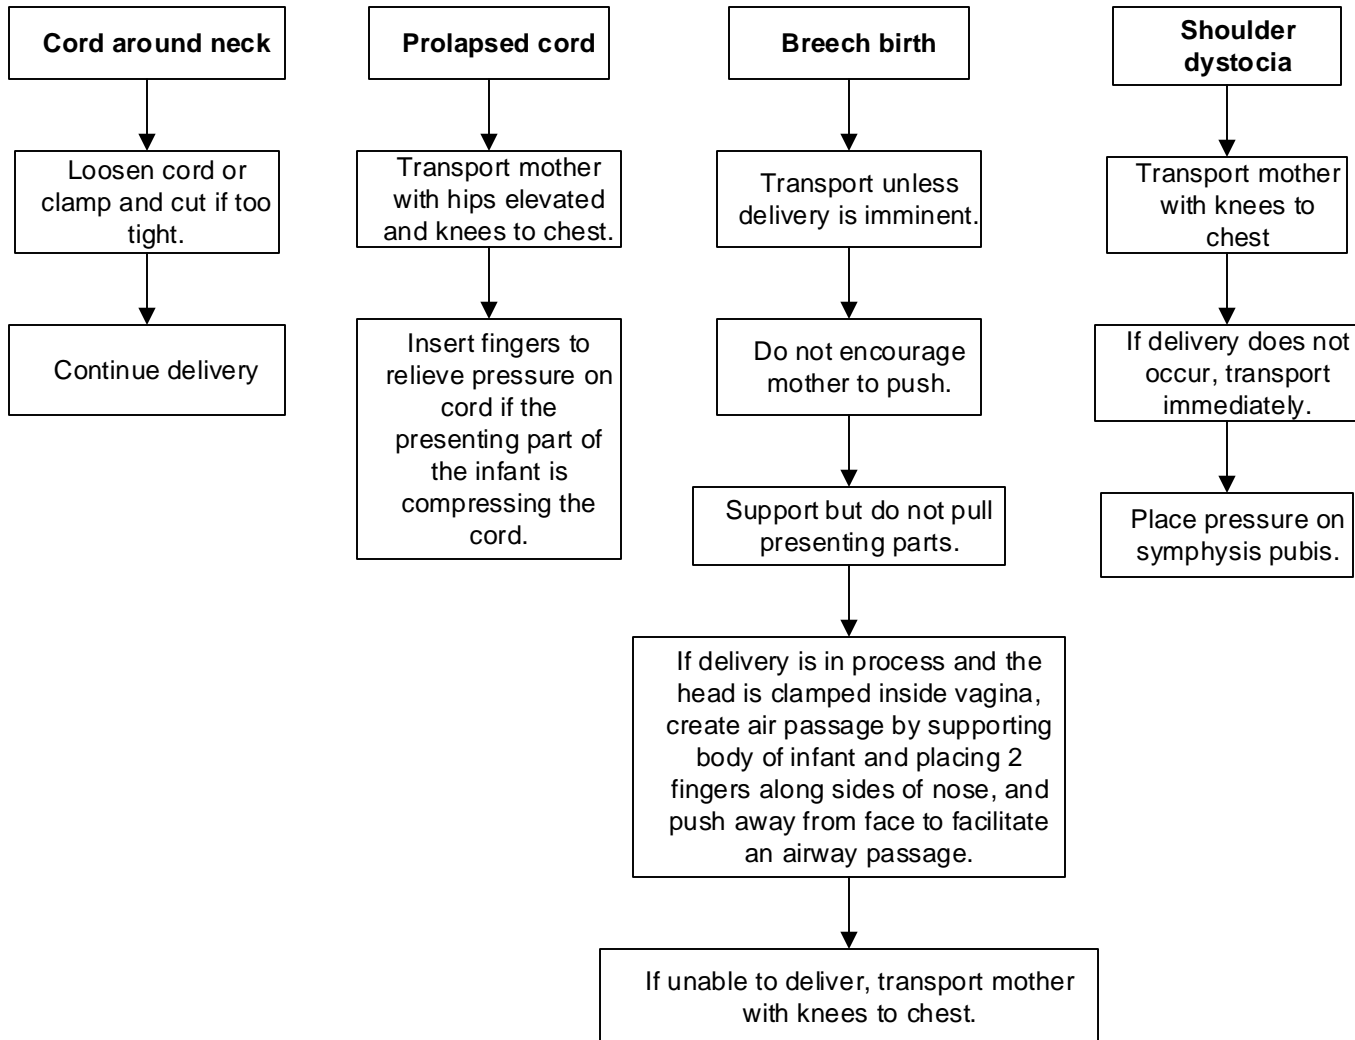 Cord around neck
Loosen cord or
clamp and cut if too
tight.
Continue delivery
Prolapsed cord
Transport mother
with hips elevated
and knees to chest.
Insert fingers to
relieve pressure on
cord if the
presenting part of
the infant is
compressing the
cord.
Breech birth
Transport unless
delivery is imminent.
Do not encourage
mother to push.
Support but do not pull
presenting parts.
If delivery is in process and the
head is clamped inside vagina,
create air passage by supporting
body of infant and placing 2
fingers along sides of nose, and
push away from face to facilitate
an airway passage.
If unable to deliver, transport mother
with knees to chest.
Shoulder
dystocia
Transport mother
with knees to
chest
If delivery does not
occur, transport
immediately.
Place pressure on
symphysis pubis.